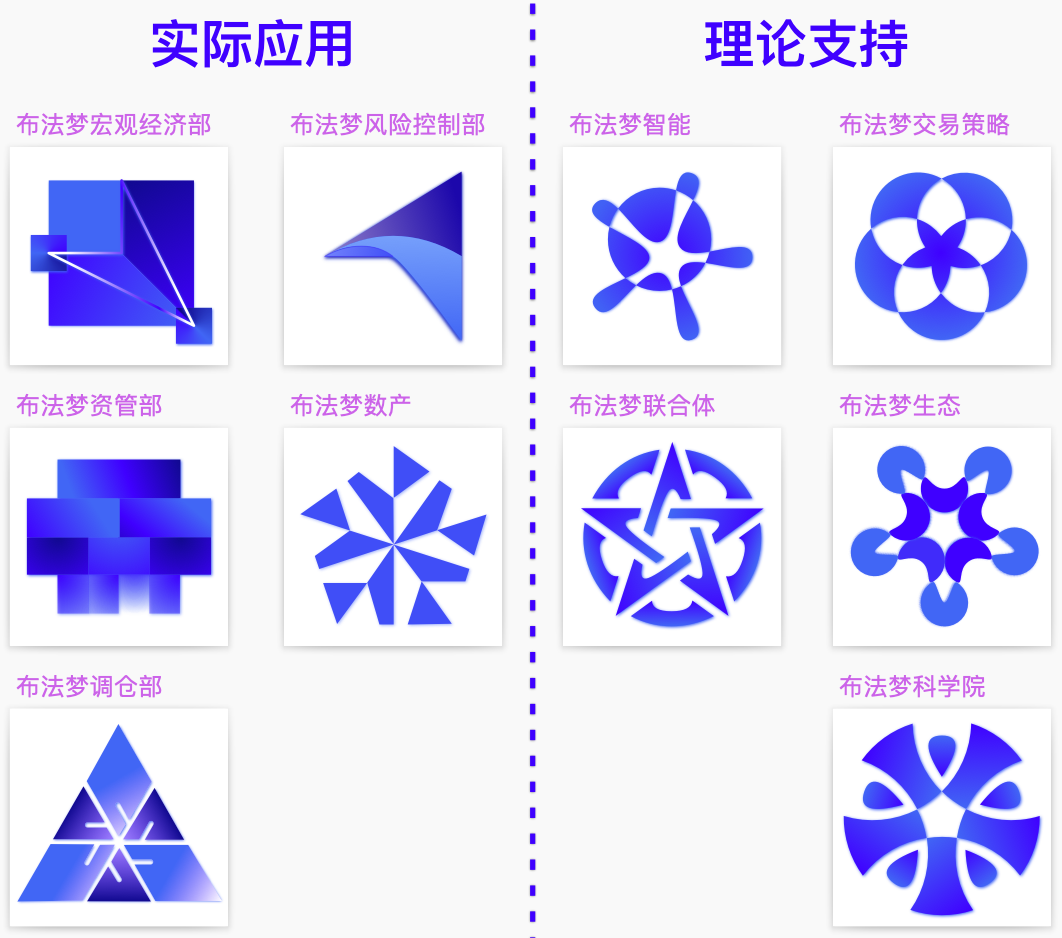 实际应用
理论支持
布法梦宏观经济部
布法梦风险控制部
布法梦智能
布法梦交易策略
布法梦资管部
布法梦数产
布法梦联合体
布法梦生态
布法梦调仓部
布法梦科学院